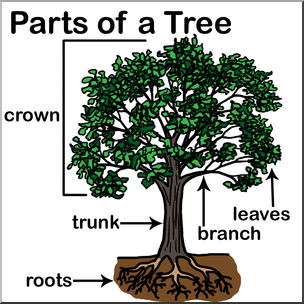 Parts of a Tree
crown
trunk
leaves
branch
roots